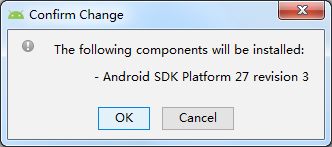 Confirm Change
The following components will be installed:
- Android SDK Platform 27 revision 3
OK
Cancel